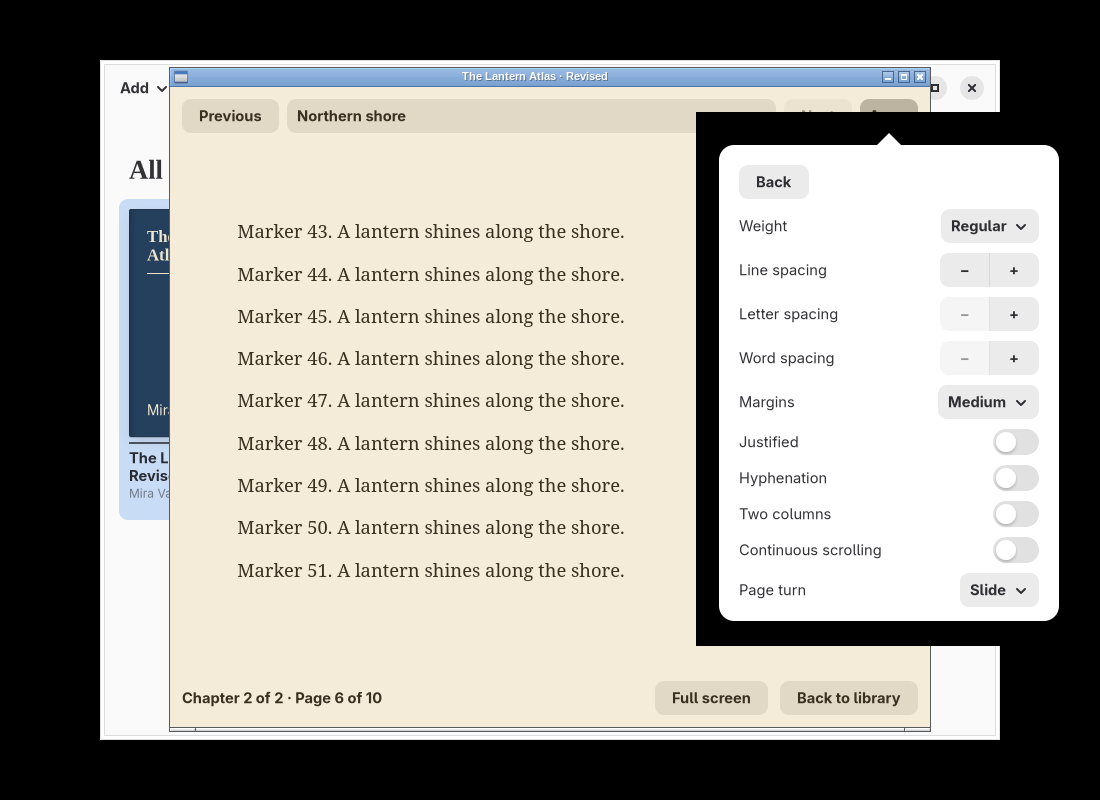 The Lantern Atlas · Revised
Add
Previous
Northern shore
All
Mira
Mira
Marker 43. A lantern shines along the shore.
Marker 44. A lantern shines along the shore.
Marker 45. A lantern shines along the shore.
Marker 46. A lantern shines along the shore.
Marker 47. A lantern shines along the shore.
Marker 48. A lantern shines along the shore.
Marker 49. A lantern shines along the shore.
Marker 50. A lantern shines along the shore.
Marker 51. A lantern shines along the shore.
Chapter 2 of 2 · Page 6 of 10
Full screen
Back to library
Back
Weight
Regular
Line spacing
− +
Letter spacing
− +
Word spacing
− +
Margins
Medium
Justified
Hyphenation
Two columns
Continuous scrolling
Page turn
Slide